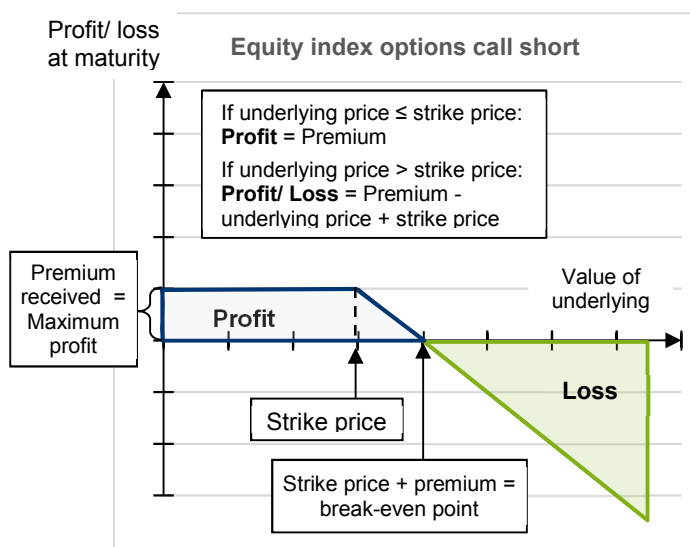 Profit/ loss
at maturity
Equity index options call short
If underlying price ≤ strike price:
Profit = Premium
If underlying price > strike price:
Profit/ Loss = Premium -
underlying price + strike price
Premium
received =
Maximum
profit
Value of
underlying
Profit
Loss
Strike price
Strike price + premium =
break-even point